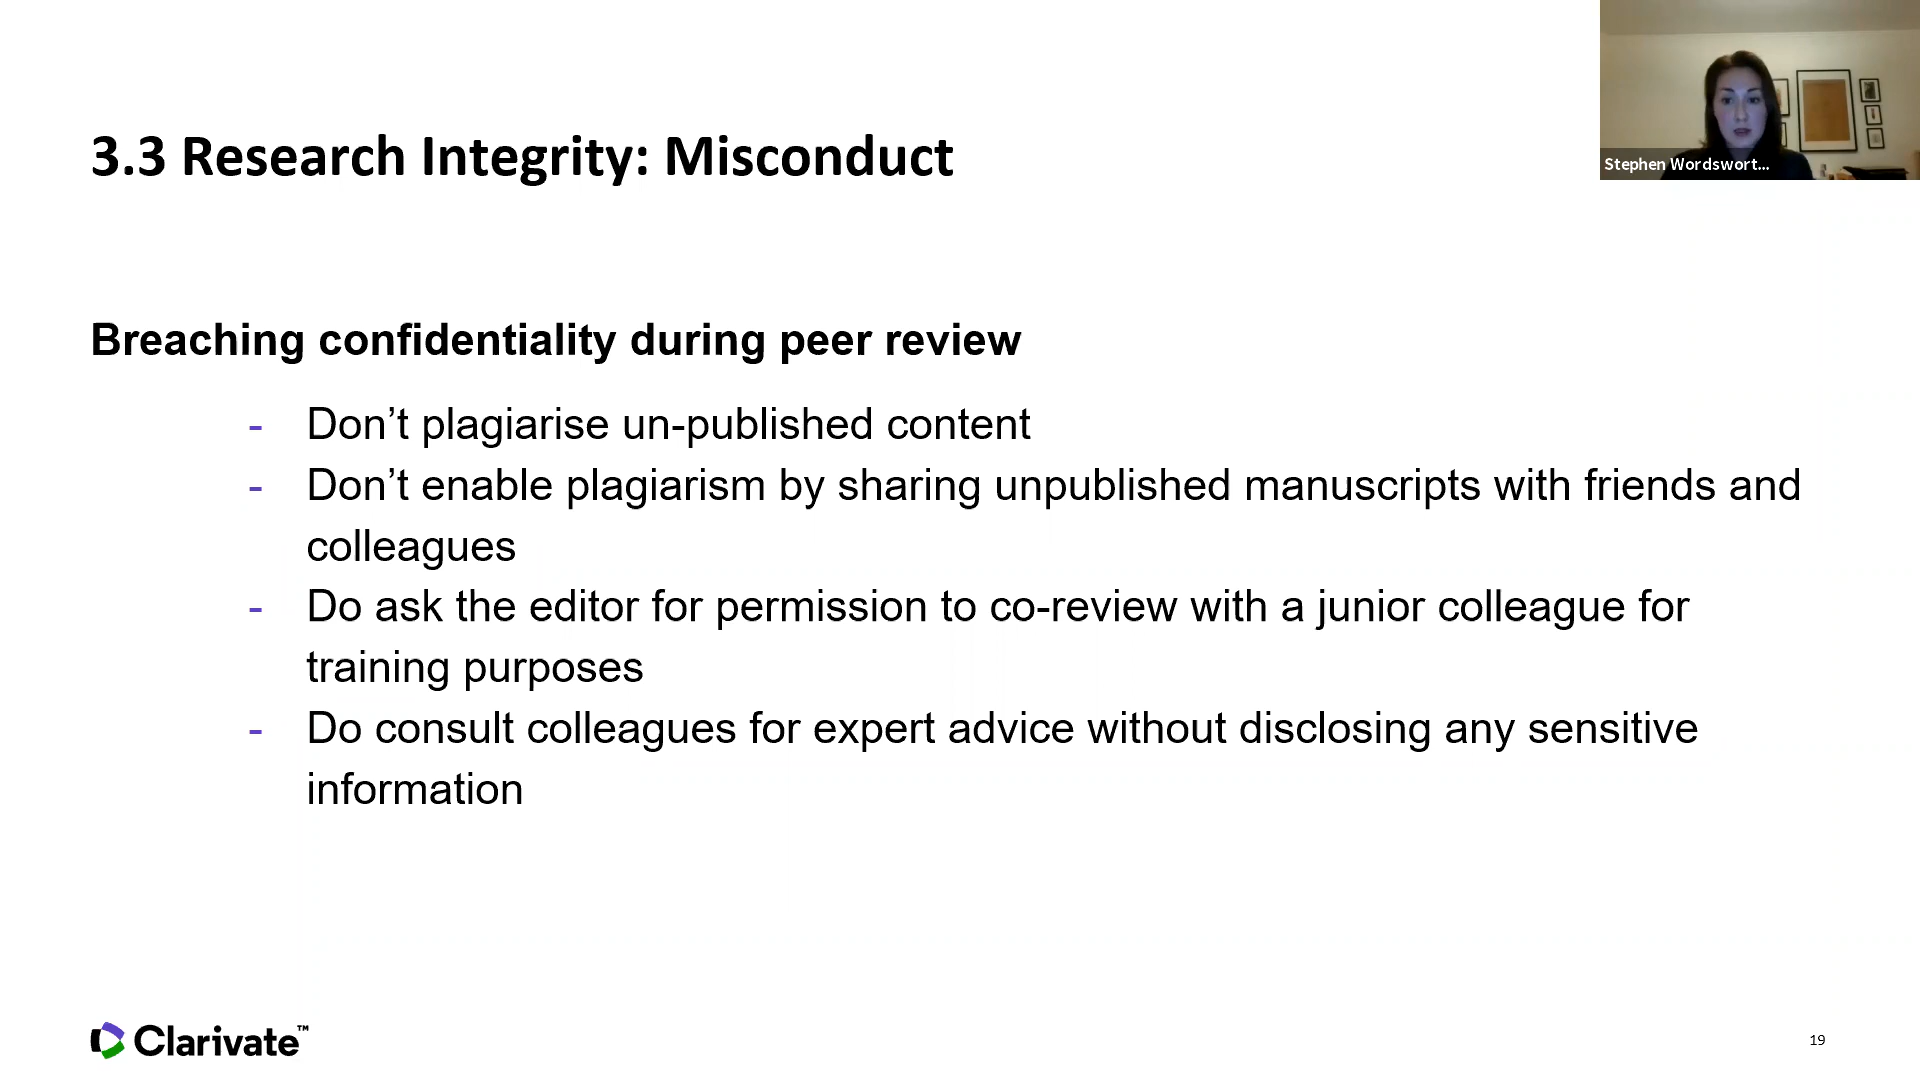 Stephen Wordswort...
3.3 Research Integrity: Misconduct
Breaching confidentiality during peer review
- Don’t plagiarise un-published content
- Don’t enable plagiarism by sharing unpublished manuscripts with friends and
colleagues
- Do ask the editor for permission to co-review with a junior colleague for
training purposes
- Do consult colleagues for expert advice without disclosing any sensitive
information
Clarivate™
19